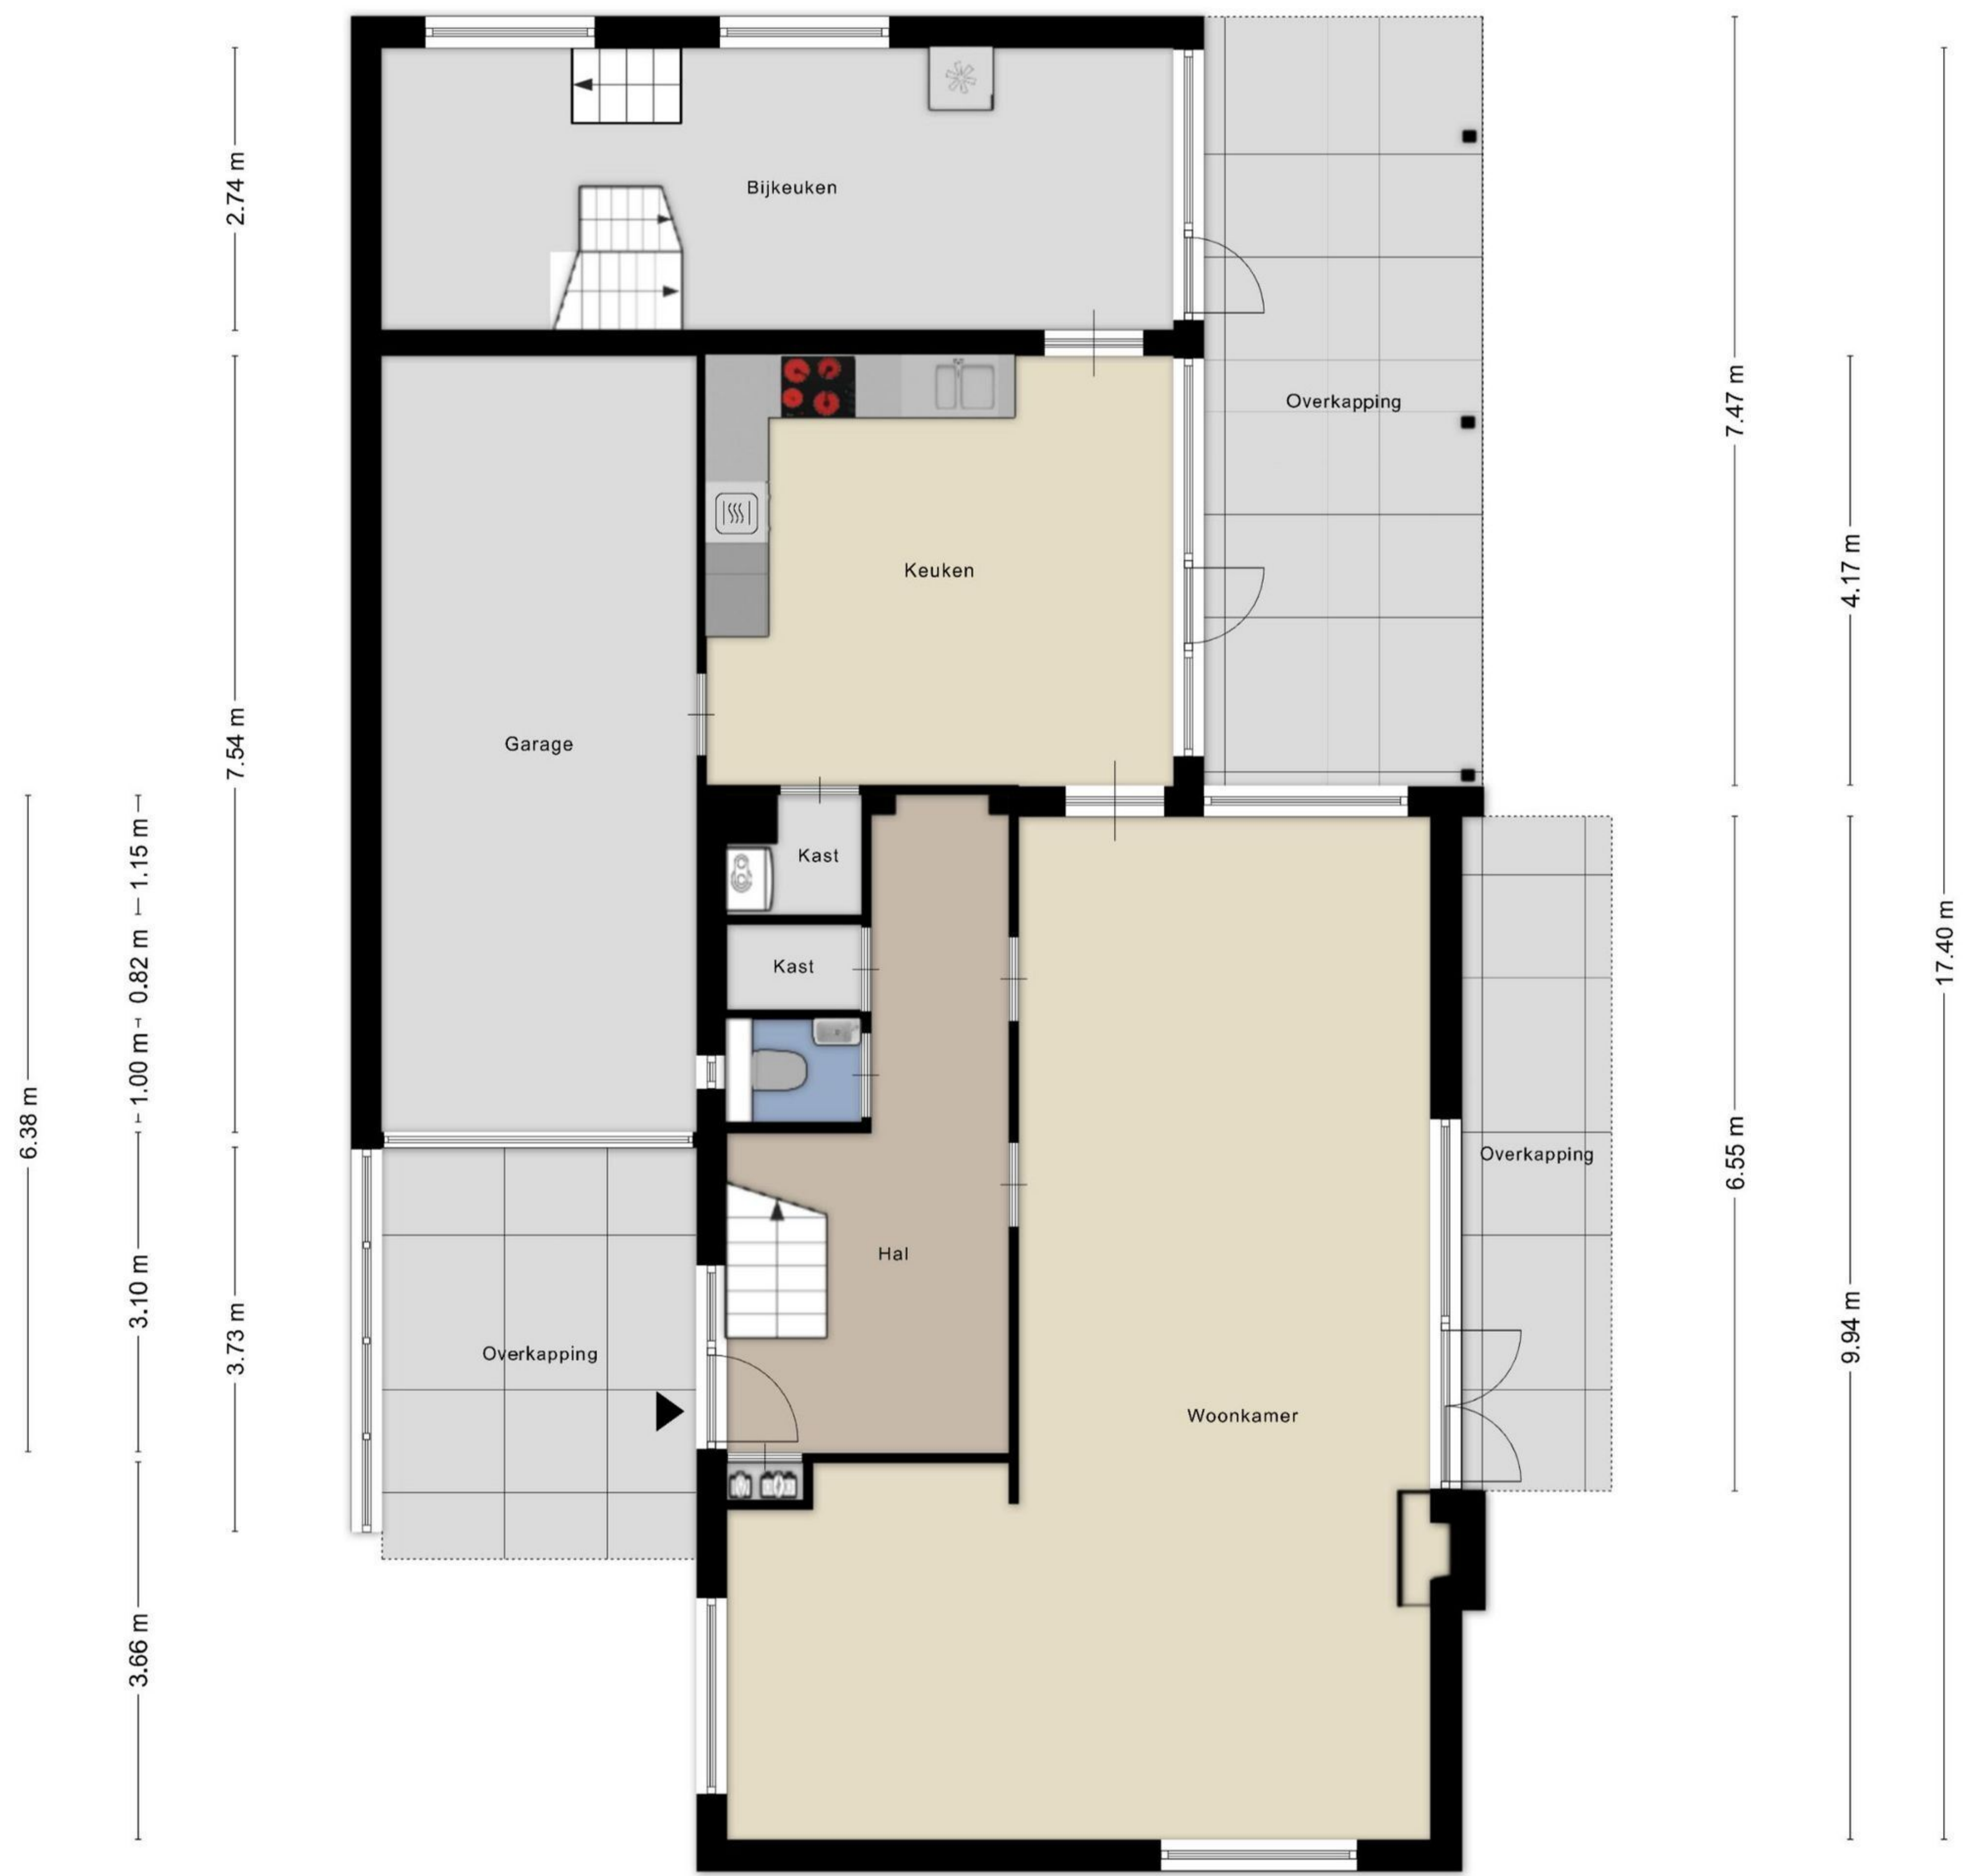 Bijkeuken
2.74 m
Overkapping
7.47 m
Keuken
4.17 m
Garage
7.54 m
Kast
1.15 m
17.40 m
Kast
0.82 m
1.00 m
6.38 m
Overkapping
6.55 m
Hal
3.10 m
Overkapping
3.73 m
9.94 m
Woonkamer
3.66 m